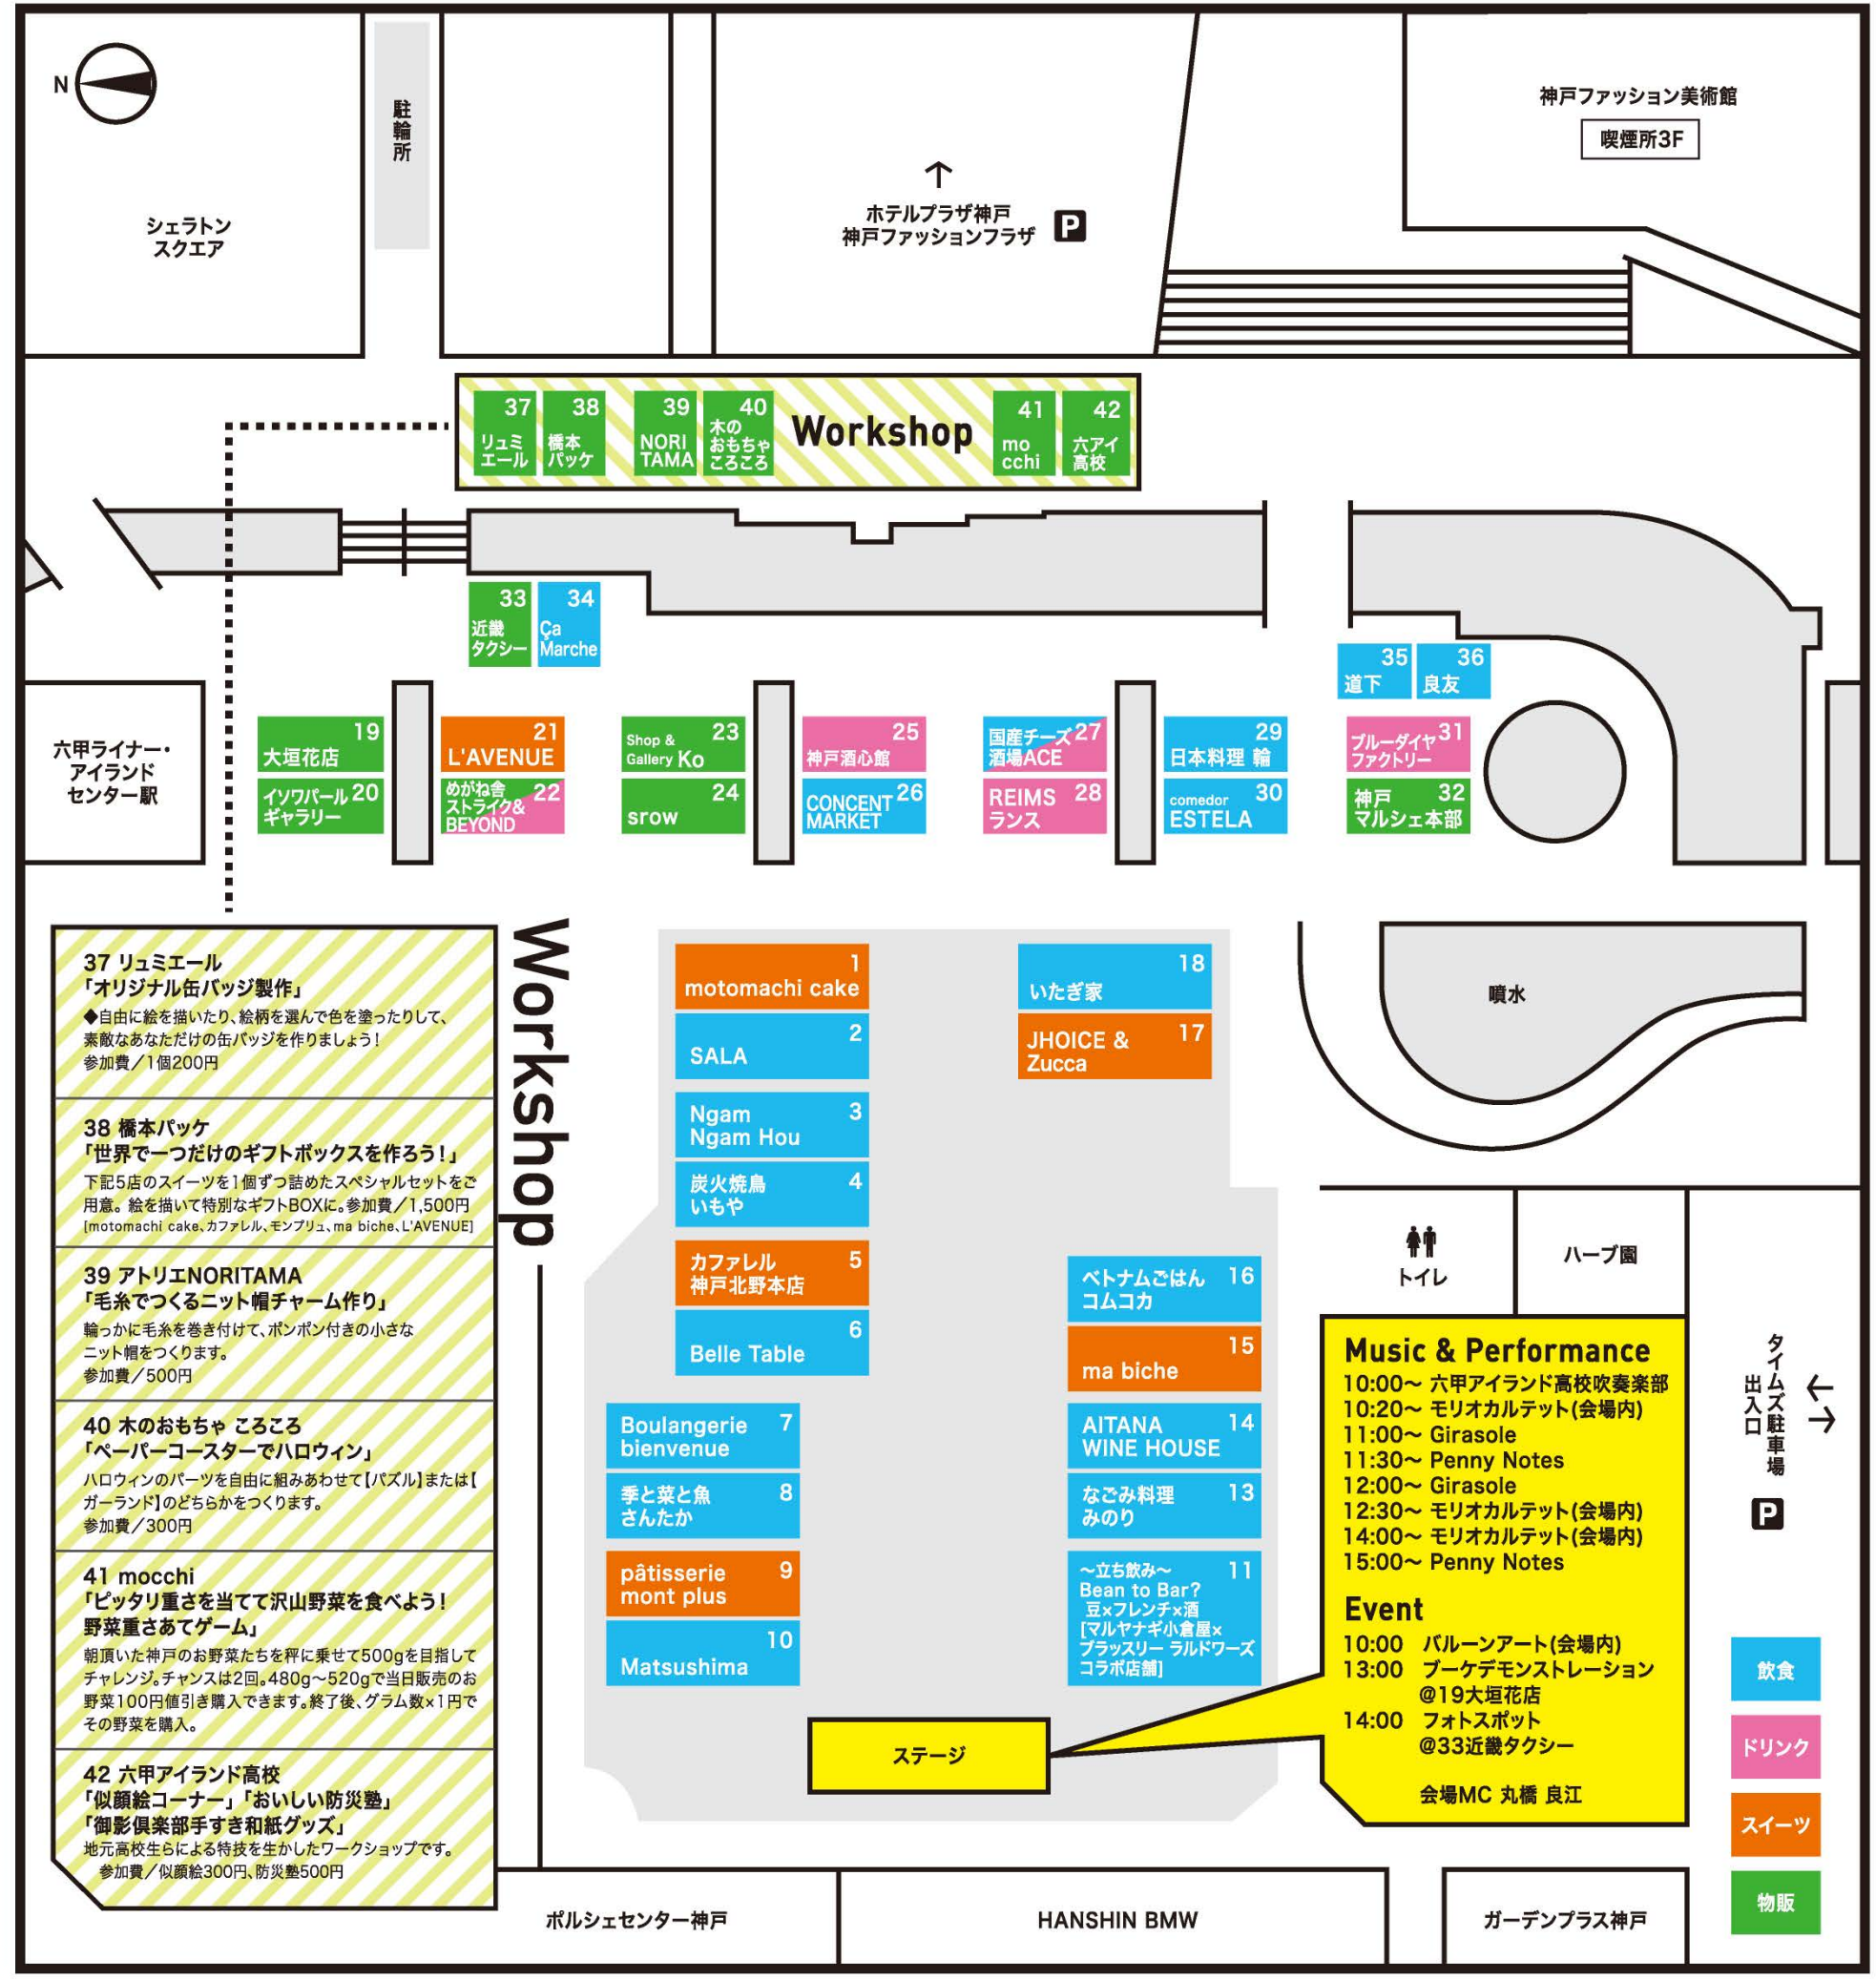 N
駐輪所
シェラトン
スクエア
↑
ホテルプラザ神戸
神戸ファッションフラザ
P
神戸ファッション美術館
喫煙所3F
37
リュミ
エール
38
橋本
パッケ
39
NORI
TAMA
40
木の
おもちゃ
ころころ
Workshop
41
mo
cchi
42
六アイ
高校
33
近畿
タクシー
34
Ça
Marche
35
道下
36
良友
六甲ライナー・
アイランド
センター駅
19
大垣花店
イソワパール 20
ギャラリー
21
L'AVENUE
めがね舎
ストライク& 22
BEYOND
Shop & 23
Gallery Ko
24
srow
25
神戸酒心館
CONCENT 26
MARKET
国産チーズ 27
酒場ACE
REIMS 28
ランス
29
日本料理 輪
comedor 30
ESTELA
ブルーダイヤ 31
ファクトリー
神戸 32
マルシェ本部
37 リュミエール
「オリジナル缶バッジ製作」
◆自由に絵を描いたり、絵柄を選んで色を塗ったりして、
素敵なあなただけの缶バッジを作りましょう!
参加費/1個200円
38 橋本パッケ
「世界で一つだけのギフトボックスを作ろう!」
下記5店のスイーツを1個ずつ詰めたスペシャルセットをご
用意。絵を描いて特別なギフトBOXに。参加費/1,500円
[motomachi cake、カファレル、モンプリュ、ma biche、L'AVENUE]
39 アトリエNORITAMA
「毛糸でつくるニット帽チャーム作り」
輪っかに毛糸を巻き付けて、ポンポン付きの小さな
ニット帽をつくります。
参加費/500円
40 木のおもちゃ ころころ
「ペーパーコースターでハロウィン」
ハロウィンのパーツを自由に組みあわせて【パズル】または【
ガーランド】のどちらかをつくります。
参加費/300円
41 mocchi
「ピッタリ重さを当てて沢山野菜を食べよう!
野菜重さあてゲーム」
朝頂いた神戸のお野菜たちを秤に乗せて500gを目指して
チャレンジ。チャンスは2回。480g〜520gで当日販売のお
野菜100円値引き購入できます。終了後、グラム数×1円で
その野菜を購入。
42 六甲アイランド高校
「似顔絵コーナー」「おいしい防災塾」
「御影倶楽部手すき和紙グッズ」
地元高校生らによる特技を生かしたワークショップです。
参加費/似顔絵300円、防災塾500円
Workshop
1
motomachi cake
2
SALA
Ngam 3
Ngam Hou
炭火焼鳥 4
いもや
カファレル 5
神戸北野本店
6
Belle Table
Boulangerie 7
bienvenue
季と菜と魚 8
さんたか
pâtisserie 9
mont plus
10
Matsushima
18
いたぎ家
JHOICE & 17
Zucca
ベトナムごはん 16
コムコカ
15
ma biche
AITANA 14
WINE HOUSE
なごみ料理 13
みのり
〜立ち飲み〜 11
Bean to Bar?
豆×フレンチ×酒
[マルヤナギ小倉屋×
ブラッスリー ラルドワーズ
コラボ店舗]
ステージ
噴水
トイレ
ハーブ園
Music & Performance
10:00〜 六甲アイランド高校吹奏楽部
10:20〜 モリオカルテット(会場内)
11:00〜 Girasole
11:30〜 Penny Notes
12:00〜 Girasole
12:30〜 モリオカルテット(会場内)
14:00〜 モリオカルテット(会場内)
15:00〜 Penny Notes
Event
10:00 バルーンアート(会場内)
13:00 ブーケデモンストレーション
@19大垣花店
14:00 フォトスポット
@33近畿タクシー
会場MC 丸橋 良江
タイムズ駐車場
出入口
←
→
P
飲食
ドリンク
スイーツ
物販
ポルシェセンター神戸
HANSHIN BMW
ガーデンプラス神戸